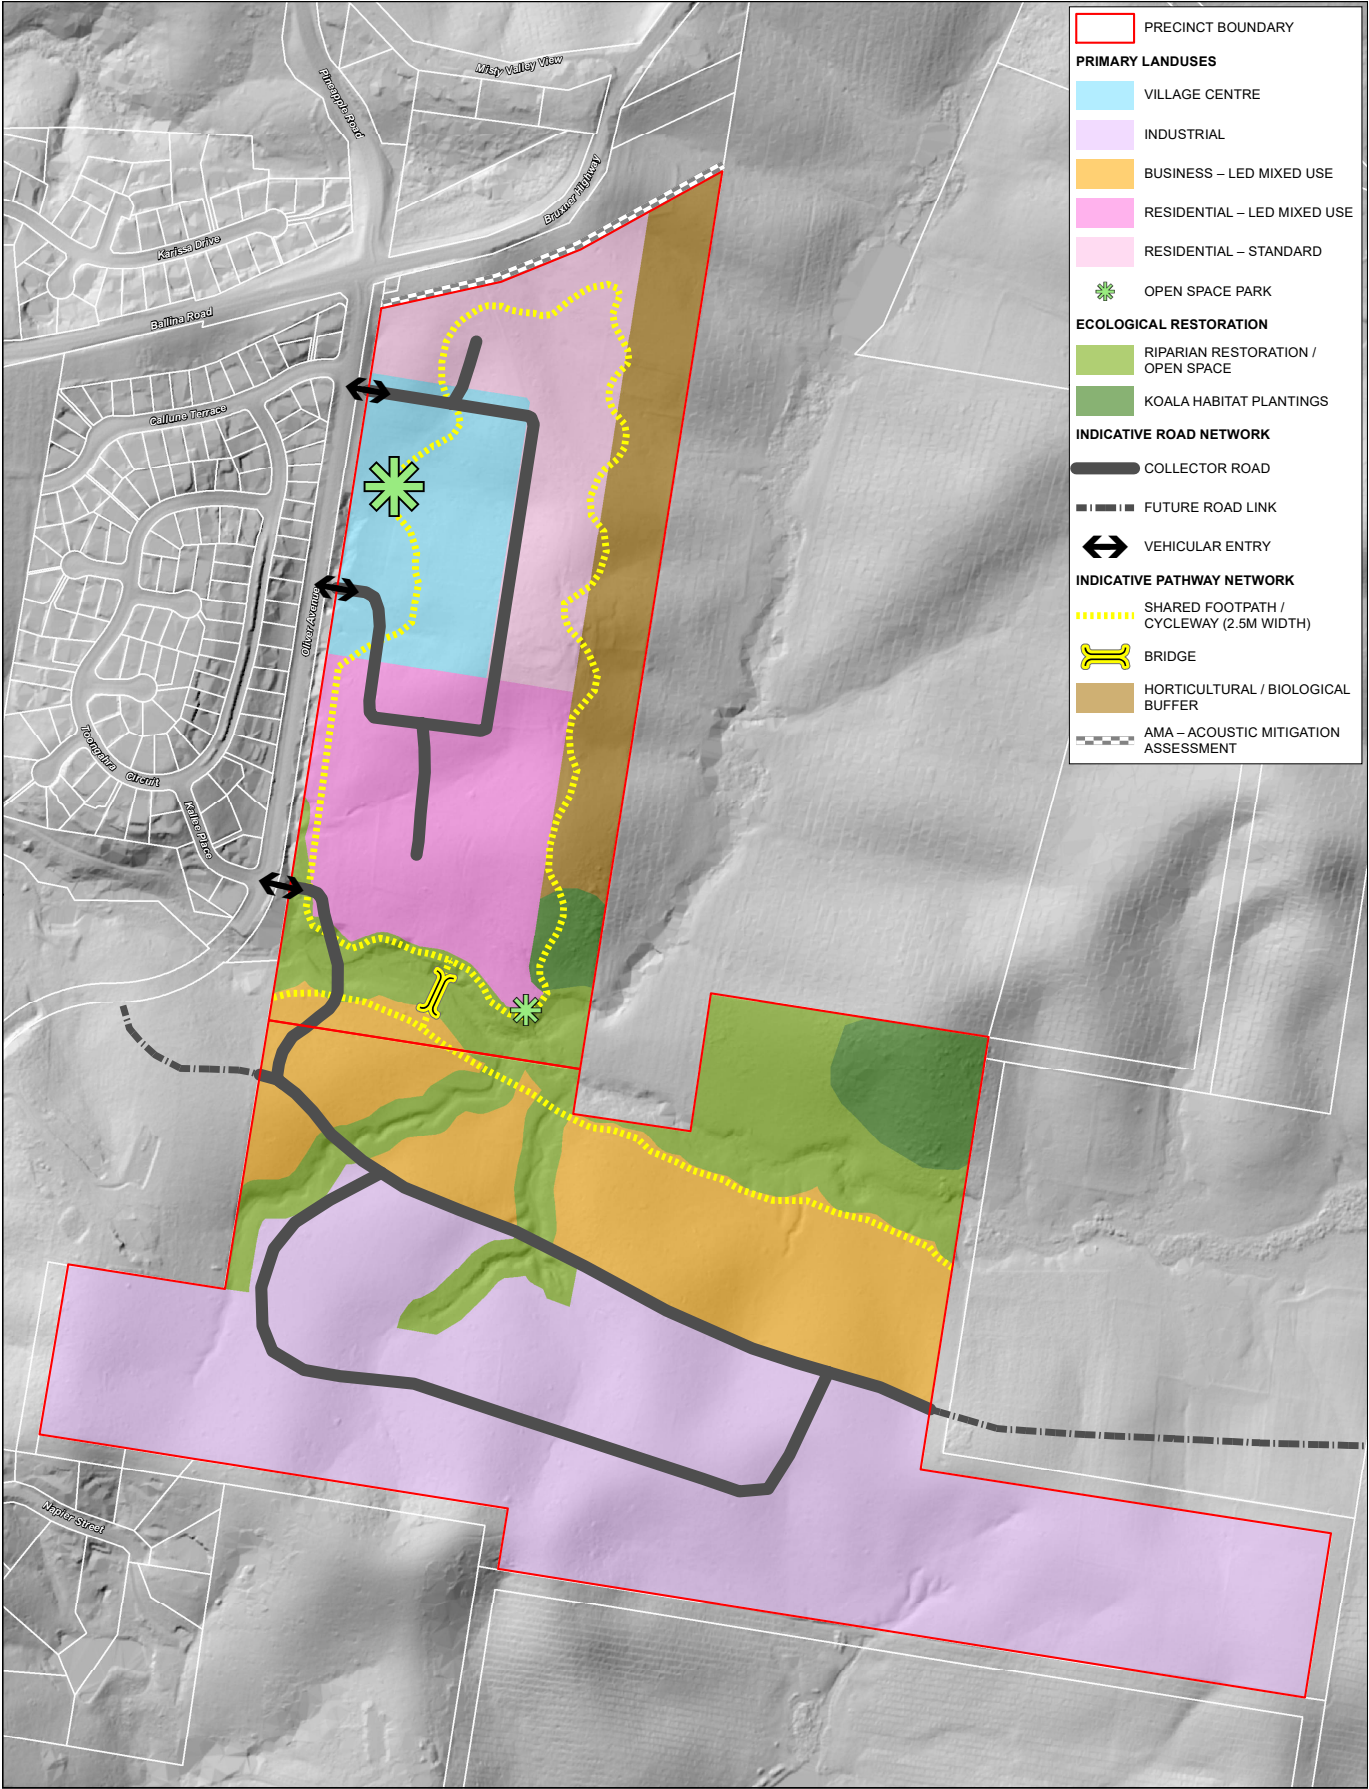 Misty Valley View
Pineapple Road
Bruxner Highway
Karissa Drive
Ballina Road
Callune Terrace
Oliver Avenue
Toongahra
Circuit
Kallee Place
Napier Street
PRECINCT BOUNDARY
PRIMARY LANDUSES
VILLAGE CENTRE
INDUSTRIAL
BUSINESS – LED MIXED USE
RESIDENTIAL – LED MIXED USE
RESIDENTIAL – STANDARD
OPEN SPACE PARK
ECOLOGICAL RESTORATION
RIPARIAN RESTORATION /
OPEN SPACE
KOALA HABITAT PLANTINGS
INDICATIVE ROAD NETWORK
COLLECTOR ROAD
FUTURE ROAD LINK
VEHICULAR ENTRY
INDICATIVE PATHWAY NETWORK
SHARED FOOTPATH /
CYCLEWAY (2.5M WIDTH)
BRIDGE
HORTICULTURAL / BIOLOGICAL
BUFFER
AMA – ACOUSTIC MITIGATION
ASSESSMENT